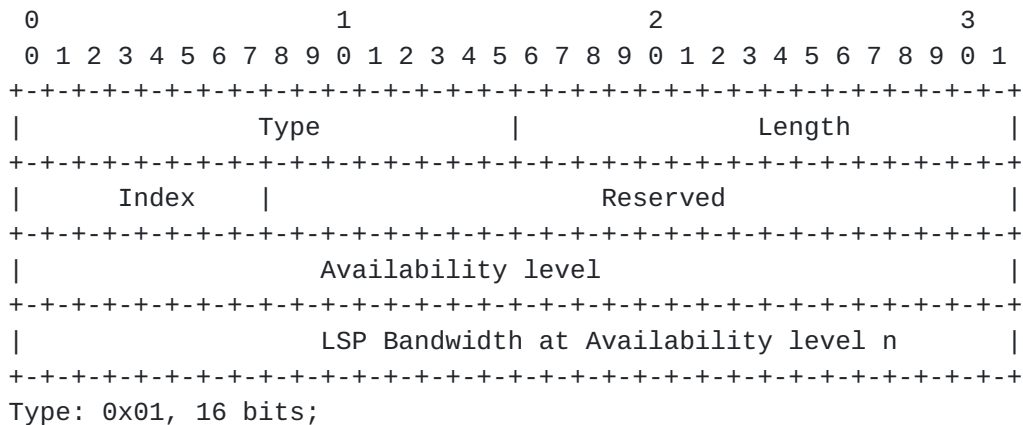 0                   1                   2                   3
 0 1 2 3 4 5 6 7 8 9 0 1 2 3 4 5 6 7 8 9 0 1 2 3 4 5 6 7 8 9 0 1
+-+-+-+-+-+-+-+-+-+-+-+-+-+-+-+-+-+-+-+-+-+-+-+-+-+-+-+-+-+-+-+-+
|               Type            |               Length          |
+-+-+-+-+-+-+-+-+-+-+-+-+-+-+-+-+-+-+-+-+-+-+-+-+-+-+-+-+-+-+-+-+
|      Index    |                     Reserved                  |
+-+-+-+-+-+-+-+-+-+-+-+-+-+-+-+-+-+-+-+-+-+-+-+-+-+-+-+-+-+-+-+-+
|                   Availability level                          |
+-+-+-+-+-+-+-+-+-+-+-+-+-+-+-+-+-+-+-+-+-+-+-+-+-+-+-+-+-+-+-+-+
|                   LSP Bandwidth at Availability level n       |
+-+-+-+-+-+-+-+-+-+-+-+-+-+-+-+-+-+-+-+-+-+-+-+-+-+-+-+-+-+-+-+-+
Type: 0x01, 16 bits;